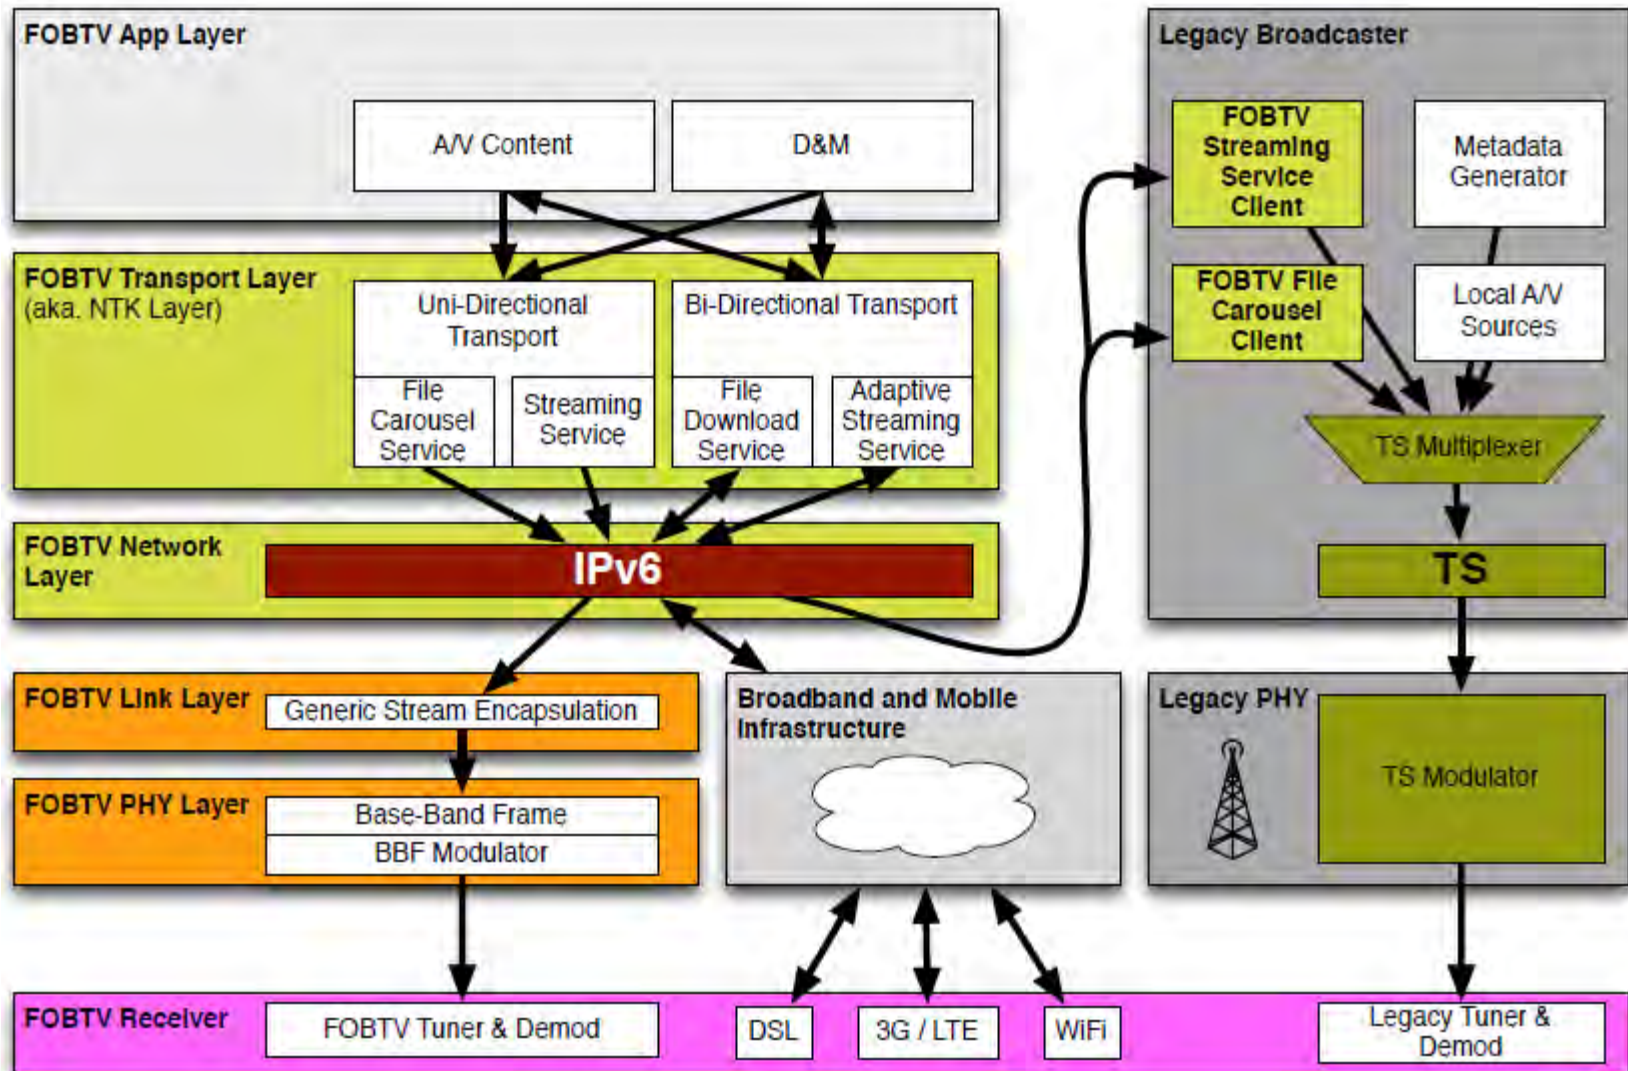 FOBTV App Layer
A/V Content
D&M
FOBTV Transport Layer
(aka. NTK Layer)
Uni-Directional
Transport
Bi-Directional Transport
File
Carousel
Service
Streaming
Service
File
Download
Service
Adaptive
Streaming
Service
FOBTV Network
Layer
IPv6
FOBTV Link Layer
Generic Stream Encapsulation
FOBTV PHY Layer
Base-Band Frame
BBF Modulator
Broadband and Mobile
Infrastructure
Legacy Broadcaster
FOBTV
Streaming
Service
Client
Metadata
Generator
FOBTV File
Carousel
Client
Local A/V
Sources
TS Multiplexer
TS
Legacy PHY
TS Modulator
FOBTV Receiver
FOBTV Tuner & Demod
DSL
3G / LTE
WiFi
Legacy Tuner &
Demod